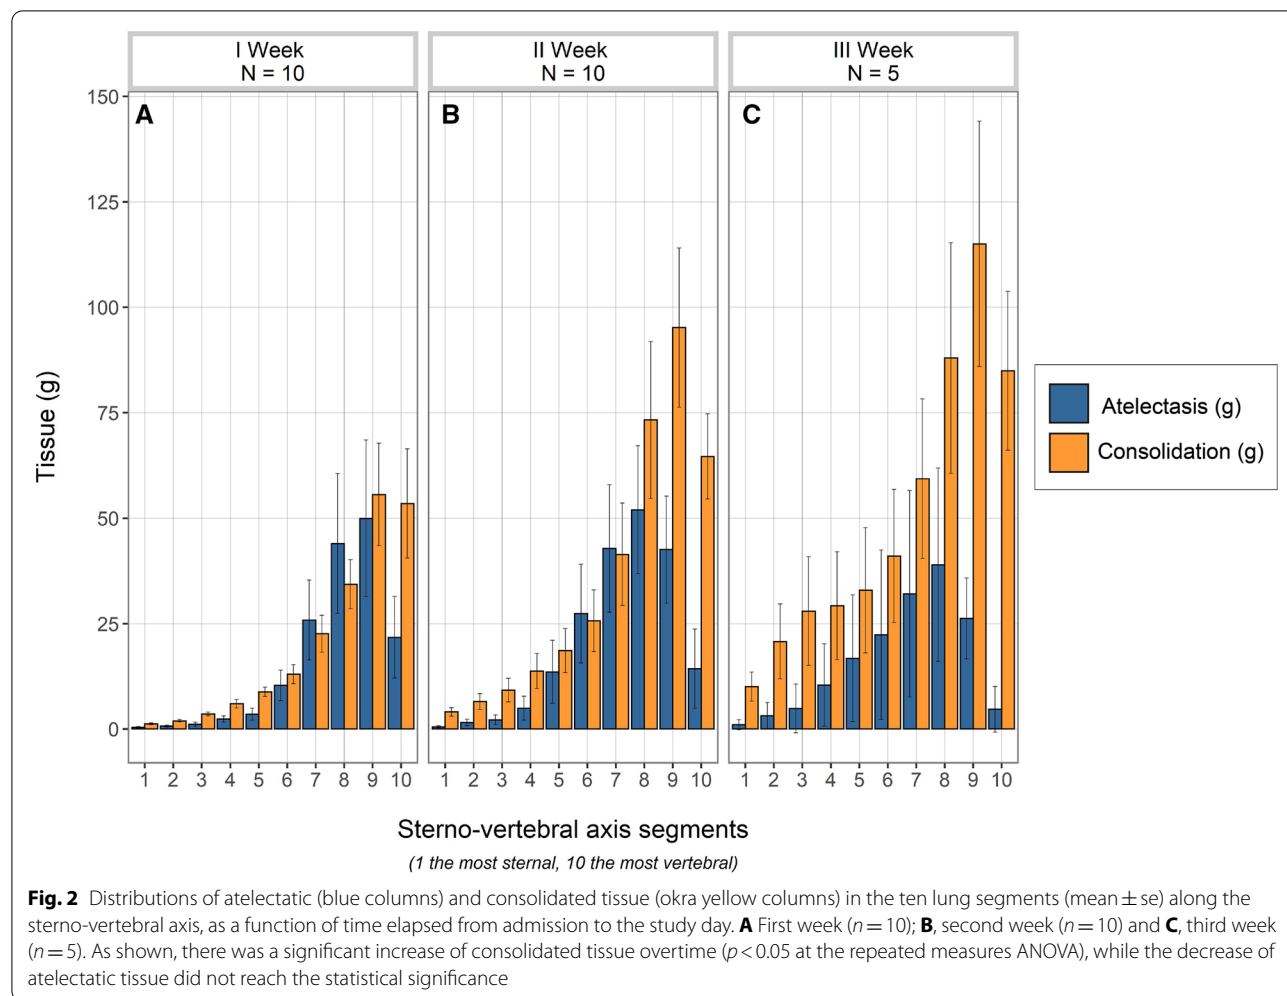 I Week
N = 10
II Week
N = 10
III Week
N = 5
A
B
C
150
125
100
75
50
25
0
Tissue (g)
1 2 3 4 5 6 7 8 9 10
1 2 3 4 5 6 7 8 9 10
1 2 3 4 5 6 7 8 9 10
Sterno-vertebral axis segments
(1 the most sternal, 10 the most vertebral)
Atelectasis (g)
Consolidation (g)
Fig. 2 Distributions of atelectatic (blue columns) and consolidated tissue (okra yellow columns) in the ten lung segments (mean ± se) along the
sterno-vertebral axis, as a function of time elapsed from admission to the study day. A First week (n = 10); B, second week (n = 10) and C, third week
(n = 5). As shown, there was a significant increase of consolidated tissue overtime (p < 0.05 at the repeated measures ANOVA), while the decrease of
atelectatic tissue did not reach the statistical significance